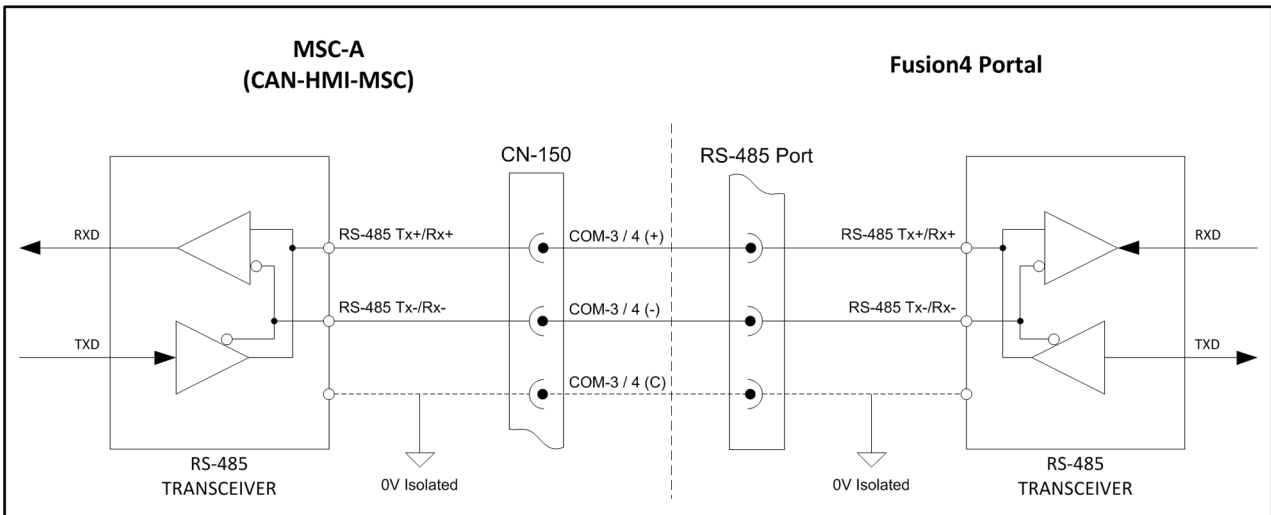 MSC-A
(CAN-HMI-MSC)
Fusion4 Portal
CN-150
RS-485 Port
RXD
RS-485 Tx+/Rx+
COM-3 / 4 (+)
RS-485 Tx+/Rx+
RXD
RS-485 Tx-/Rx-
COM-3 / 4 (-)
RS-485 Tx-/Rx-
TXD
TXD
COM-3 / 4 (C)
RS-485
TRANSCEIVER
0V Isolated
0V Isolated
RS-485
TRANSCEIVER